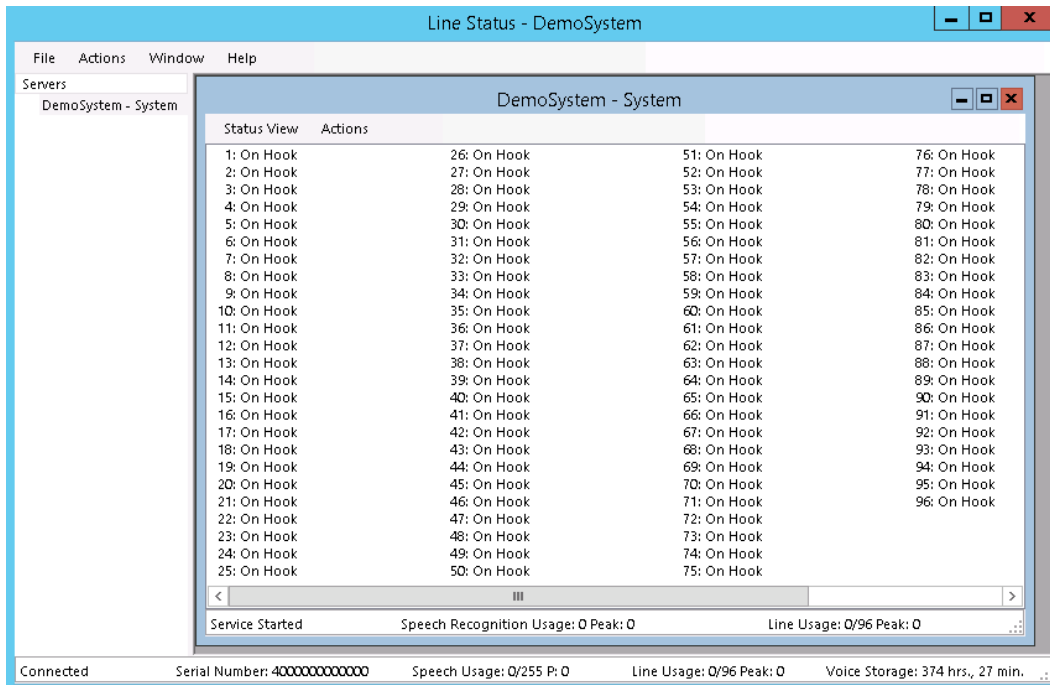 Line Status - DemoSystem
File Actions Window Help
Servers
DemoSystem - System
DemoSystem - System
Status View Actions
1: On Hook 26: On Hook 51: On Hook 76: On Hook
2: On Hook 27: On Hook 52: On Hook 77: On Hook
3: On Hook 28: On Hook 53: On Hook 78: On Hook
4: On Hook 29: On Hook 54: On Hook 79: On Hook
5: On Hook 30: On Hook 55: On Hook 80: On Hook
6: On Hook 31: On Hook 56: On Hook 81: On Hook
7: On Hook 32: On Hook 57: On Hook 82: On Hook
8: On Hook 33: On Hook 58: On Hook 83: On Hook
9: On Hook 34: On Hook 59: On Hook 84: On Hook
10: On Hook 35: On Hook 60: On Hook 85: On Hook
11: On Hook 36: On Hook 61: On Hook 86: On Hook
12: On Hook 37: On Hook 62: On Hook 87: On Hook
13: On Hook 38: On Hook 63: On Hook 88: On Hook
14: On Hook 39: On Hook 64: On Hook 89: On Hook
15: On Hook 40: On Hook 65: On Hook 90: On Hook
16: On Hook 41: On Hook 66: On Hook 91: On Hook
17: On Hook 42: On Hook 67: On Hook 92: On Hook
18: On Hook 43: On Hook 68: On Hook 93: On Hook
19: On Hook 44: On Hook 69: On Hook 94: On Hook
20: On Hook 45: On Hook 70: On Hook 95: On Hook
21: On Hook 46: On Hook 71: On Hook 96: On Hook
22: On Hook 47: On Hook 72: On Hook
23: On Hook 48: On Hook 73: On Hook
24: On Hook 49: On Hook 74: On Hook
25: On Hook 50: On Hook 75: On Hook
Service Started Speech Recognition Usage: 0 Peak: 0 Line Usage: 0/96 Peak: 0
Connected Serial Number: 4000000000000 Speech Usage: 0/255 P: 0 Line Usage: 0/96 Peak: 0 Voice Storage: 374 hrs., 27 min.